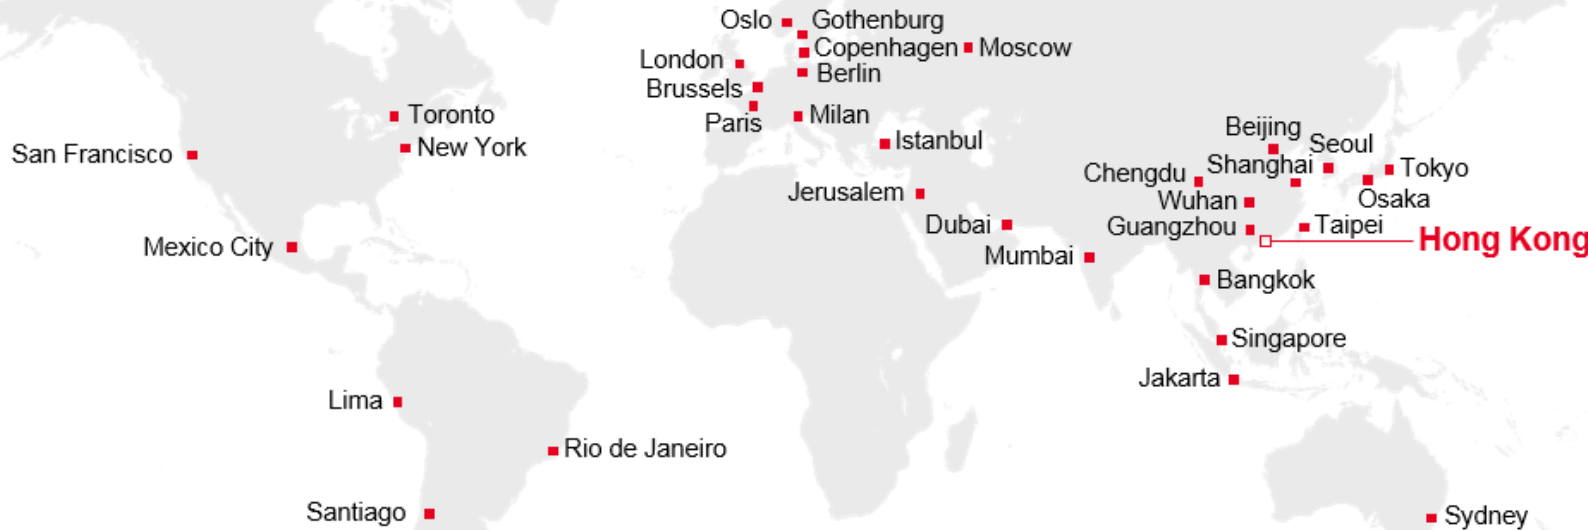 Oslo
Gothenburg
London
Copenhagen
Moscow
Brussels
Berlin
Paris
Milan
Toronto
New York
San Francisco
Istanbul
Beijing
Seoul
Chengdu
Shanghai
Tokyo
Jerusalem
Wuhan
Osaka
Dubai
Guangzhou
Taipei
Hong Kong
Mexico City
Mumbai
Bangkok
Singapore
Jakarta
Lima
Rio de Janeiro
Santiago
Sydney